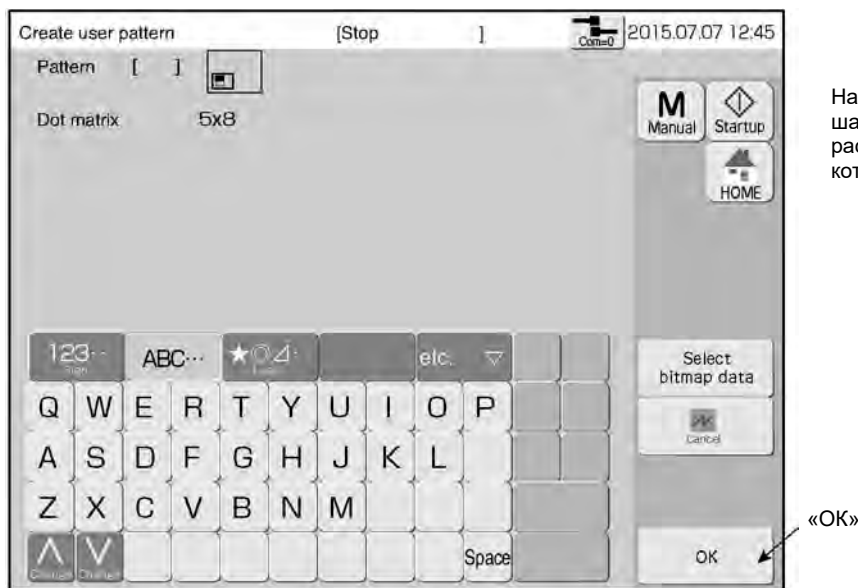 Create user pattern [Stop ] Com=0 2015.07.07 12:45
Pattern [ ]
Dot matrix 5x8
M
Manual
Startup
HOME
На
ша
рас
кот
123··
ABC···
★◎⊿·
etc. ▽
Select
bitmap data
Q W E R T Y U I O P
Cancel
A S D F G H J K L
Z X C V B N M
«ОК»
Space
OK